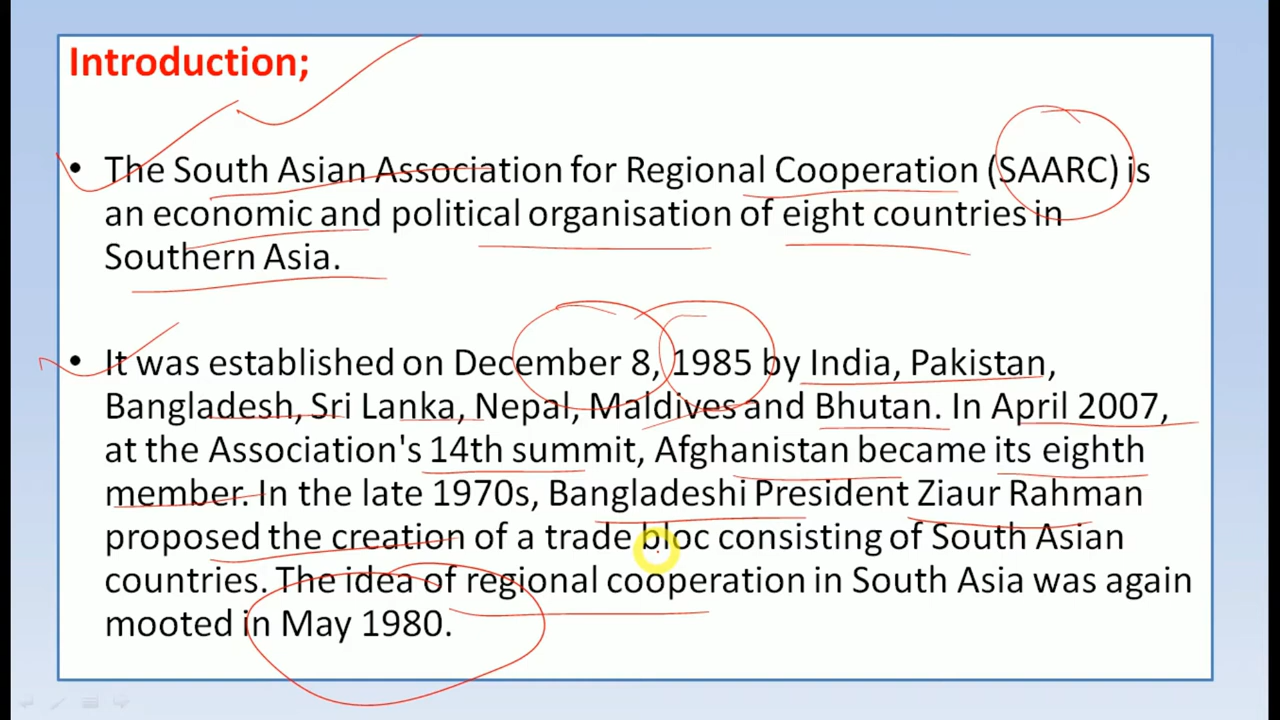 Introduction;
• The South Asian Association for Regional Cooperation (SAARC) is
an economic and political organisation of eight countries in
Southern Asia.
• It was established on December 8, 1985 by India, Pakistan,
Bangladesh, Sri Lanka, Nepal, Maldives and Bhutan. In April 2007,
at the Association's 14th summit, Afghanistan became its eighth
member. In the late 1970s, Bangladeshi President Ziaur Rahman
proposed the creation of a trade bloc consisting of South Asian
countries. The idea of regional cooperation in South Asia was again
mooted in May 1980.